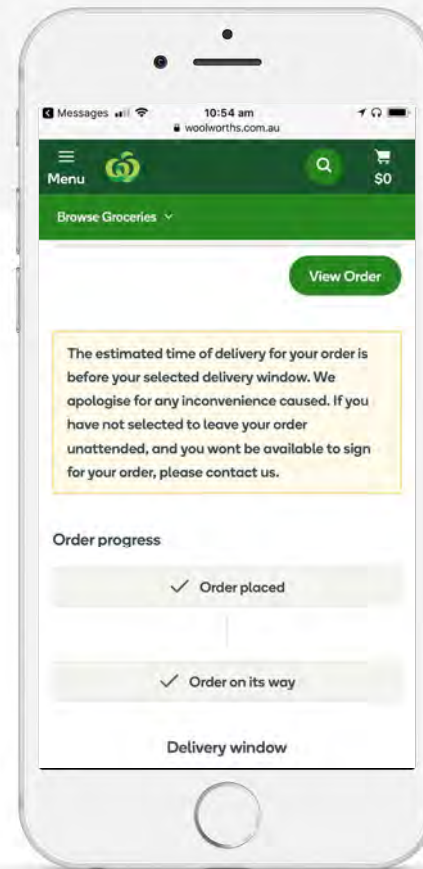 Messages 10:54 am
woolworths.com.au
Menu $0
Browse Groceries
View Order
The estimated time of delivery for your order is
before your selected delivery window. We
apologise for any inconvenience caused. If you
have not selected to leave your order
unattended, and you wont be available to sign
for your order, please contact us.
Order progress
Order placed
Order on its way
Delivery window